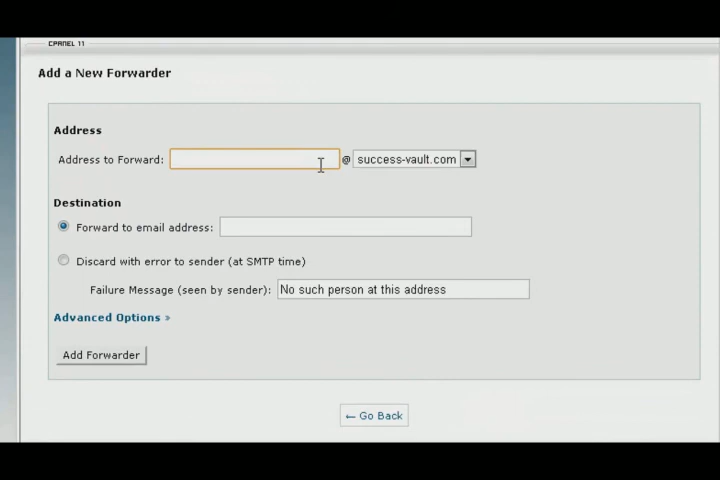 CPANEL 11
Add a New Forwarder
Address
Address to Forward: @ success-vault.com
Destination
Forward to email address:
Discard with error to sender (at SMTP time)
Failure Message (seen by sender): No such person at this address
Advanced Options »
Add Forwarder
← Go Back